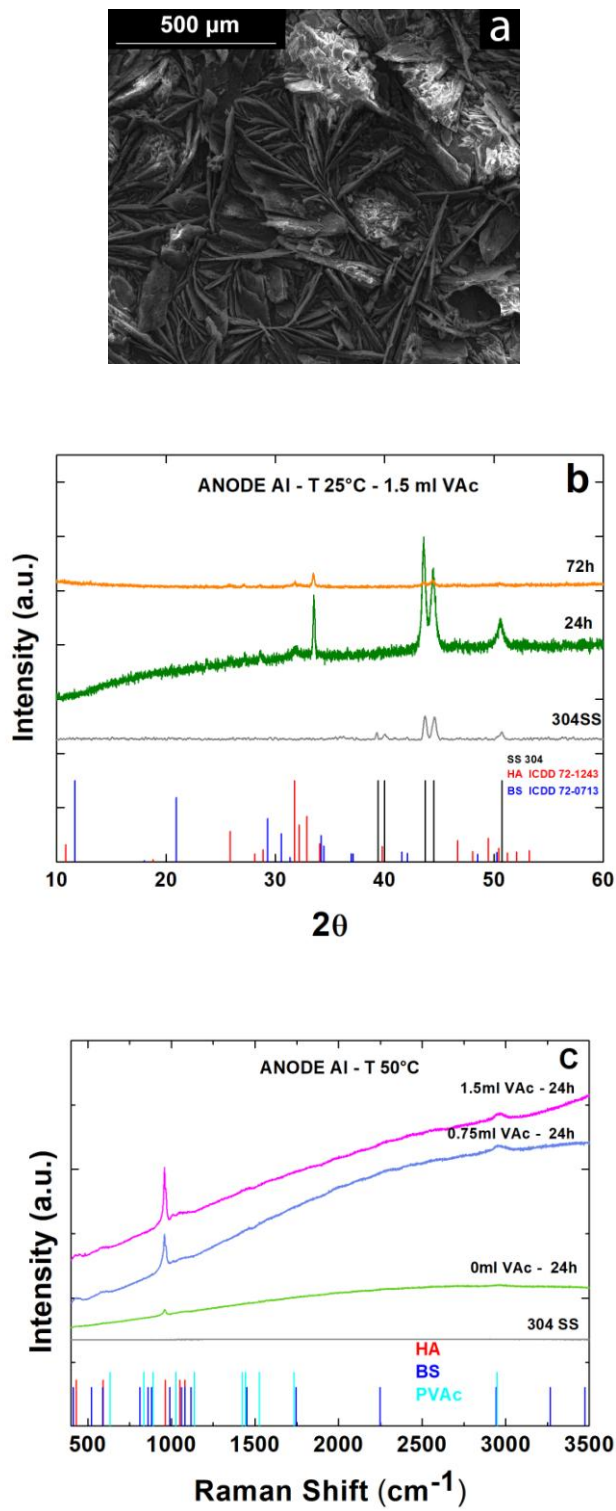 500 µm
a
ANODE Al - T 25°C - 1.5 ml VAc
b
72h
24h
304SS
SS 304
HA ICDD 72-1243
BS ICDD 72-0713
Intensity (a.u.)
10 20 30 40 50 60
2θ
ANODE Al - T 50°C
C
1.5ml VAc - 24h
0.75ml VAc - 24h
0ml VAc - 24h
304 SS
HA
BS
PVAc
Intensity (a.u.)
500 1000 1500 2000 2500 3000 3500
Raman Shift (cm⁻¹)